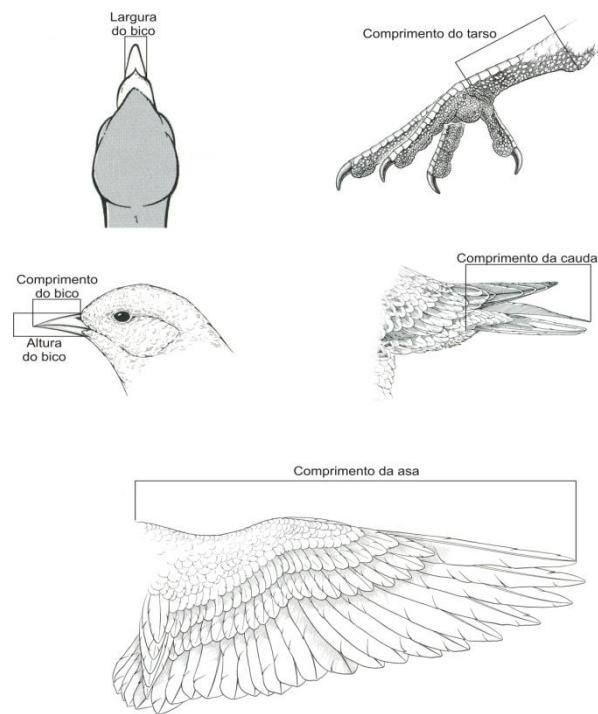 Largura
do bico
Comprimento do tarso
Comprimento
do bico
Altura
do bico
Comprimento da cauda
Comprimento da asa